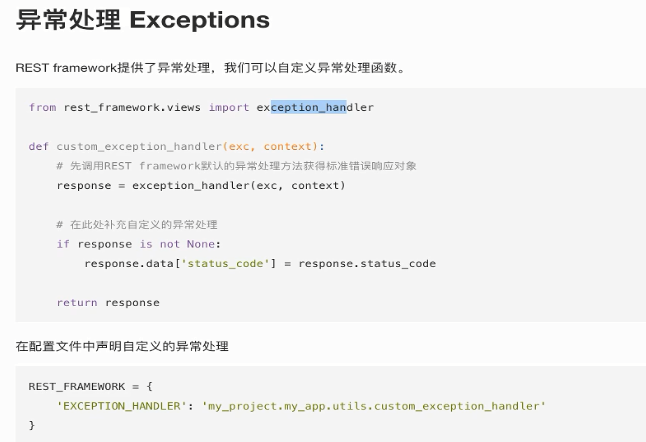 异常处理 Exceptions
REST framework提供了异常处理，我们可以自定义异常处理函数。
from rest_framework.views import exception_handler
def custom_exception_handler(exc, context):
# 先调用REST framework默认的异常处理方法获得标准错误响应对象
response = exception_handler(exc, context)
# 在此处补充自定义的异常处理
if response is not None:
response.data['status_code'] = response.status_code
return response
在配置文件中声明自定义的异常处理
REST_FRAMEWORK = {
'EXCEPTION_HANDLER': 'my_project.my_app.utils.custom_exception_handler'
}